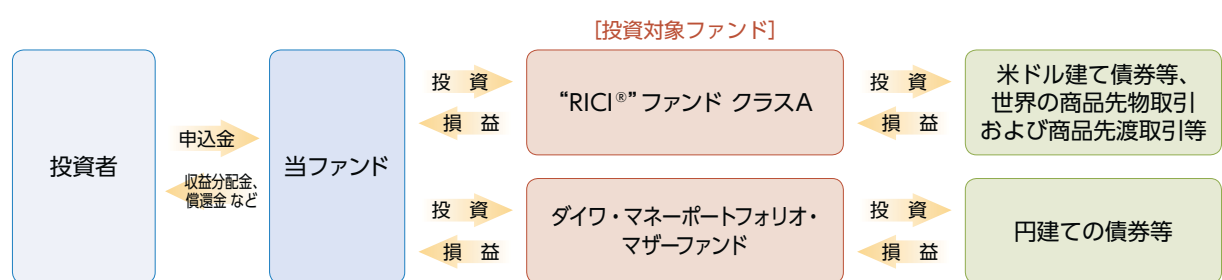 [投資対象ファンド]
投資者
申込金
収益分配金、
償還金 など
当ファンド
投 資
損 益
“RICI®”ファンド クラスA
投 資
損 益
米ドル建て債券等、
世界の商品先物取引
および商品先渡取引等
投 資
損 益
ダイワ・マネーポートフォリオ・
マザーファンド
投 資
損 益
円建ての債券等